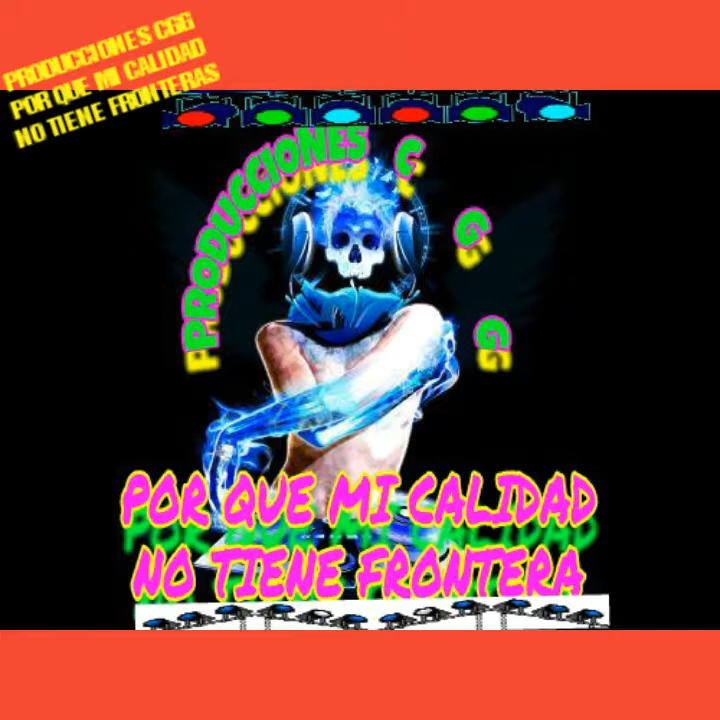 PRODUCCIONES CGG
POR QUE MI CALIDAD
NO TIENE FRONTERAS
PRODUCCIONES C G G
POR QUE MI CALIDAD
NO TIENE FRONTERA